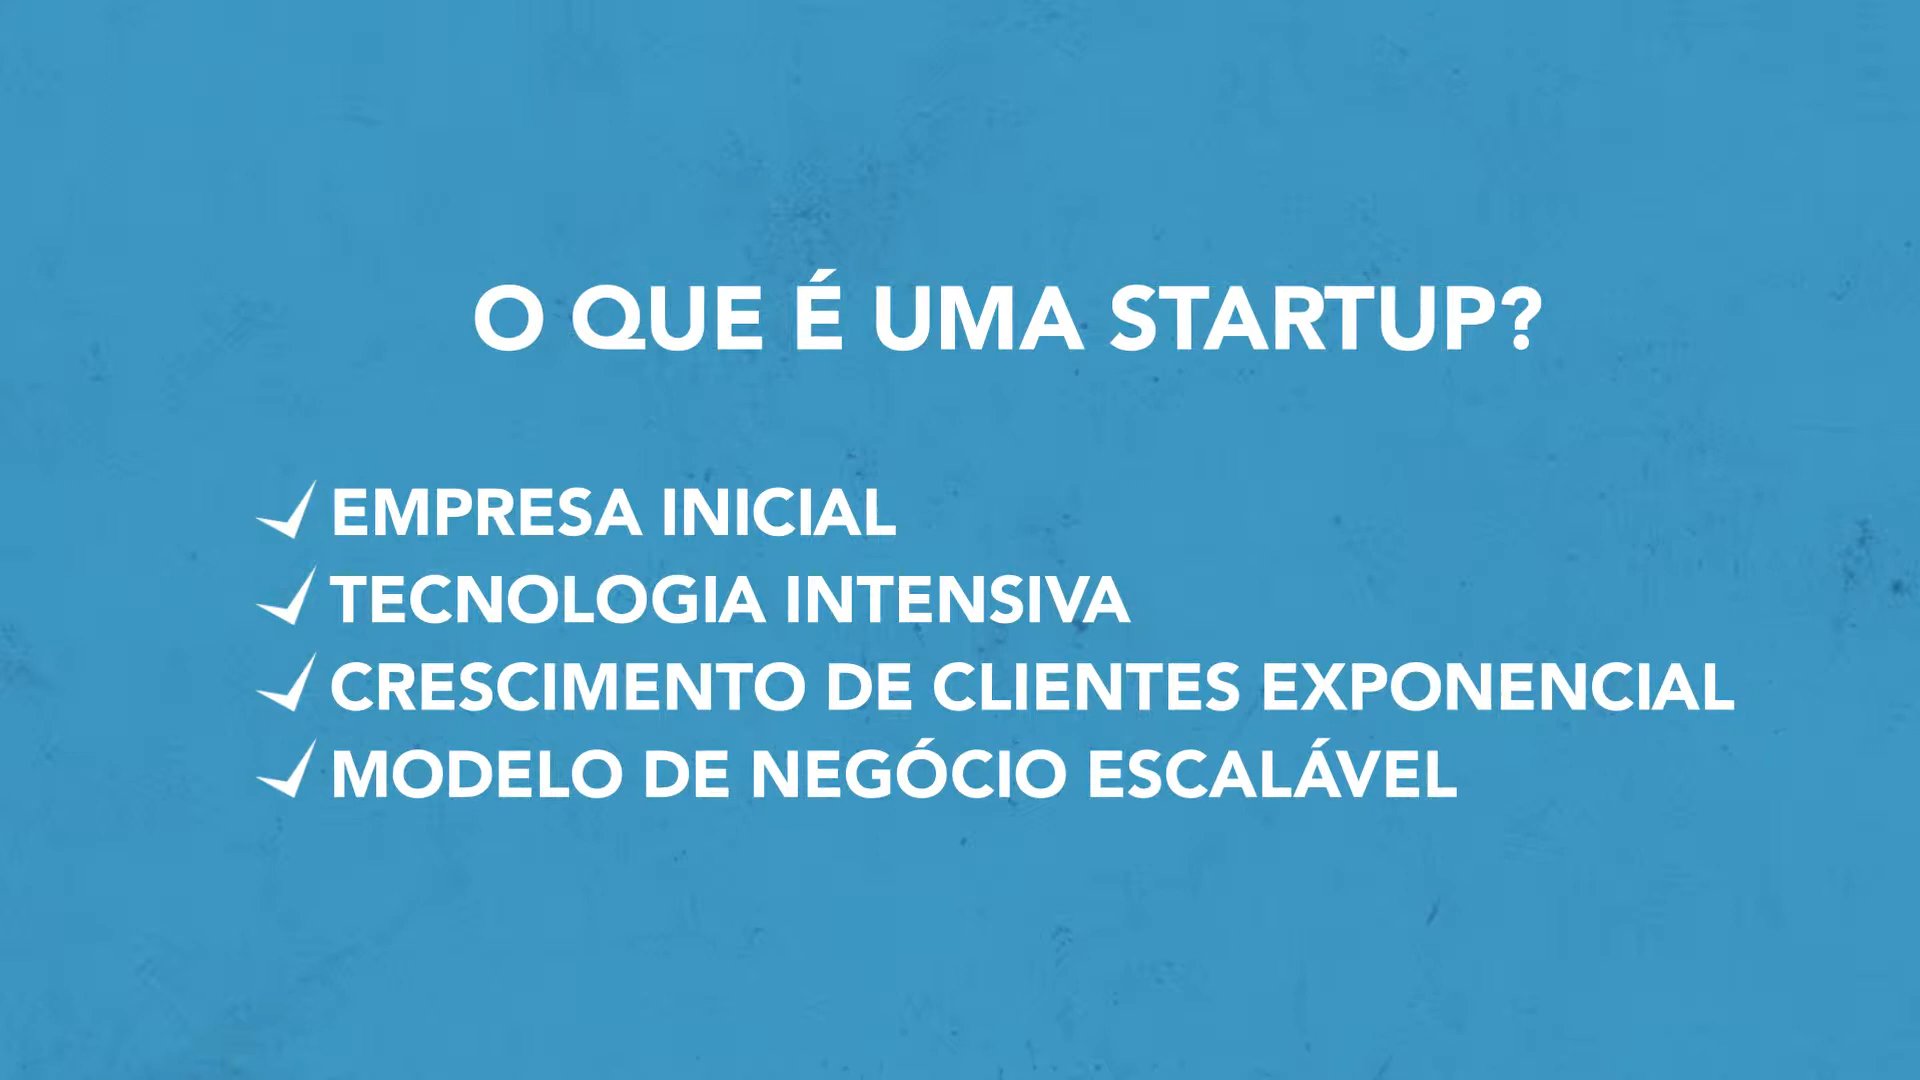 O QUE É UMA STARTUP?
EMPRESA INICIAL
TECNOLOGIA INTENSIVA
CRESCIMENTO DE CLIENTES EXPONENCIAL
MODELO DE NEGÓCIO ESCALÁVEL